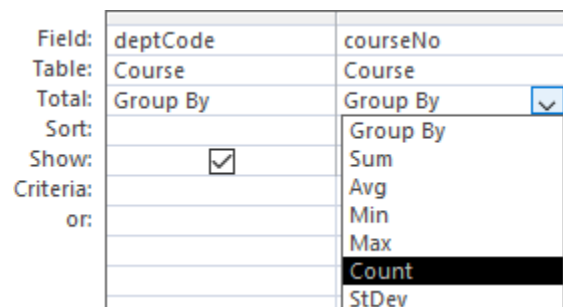 Field: deptCode courseNo
Table: Course Course
Total: Group By Group By
Sort: Group By
Show: Sum
Criteria: Avg
or: Min
Max
Count
StDev